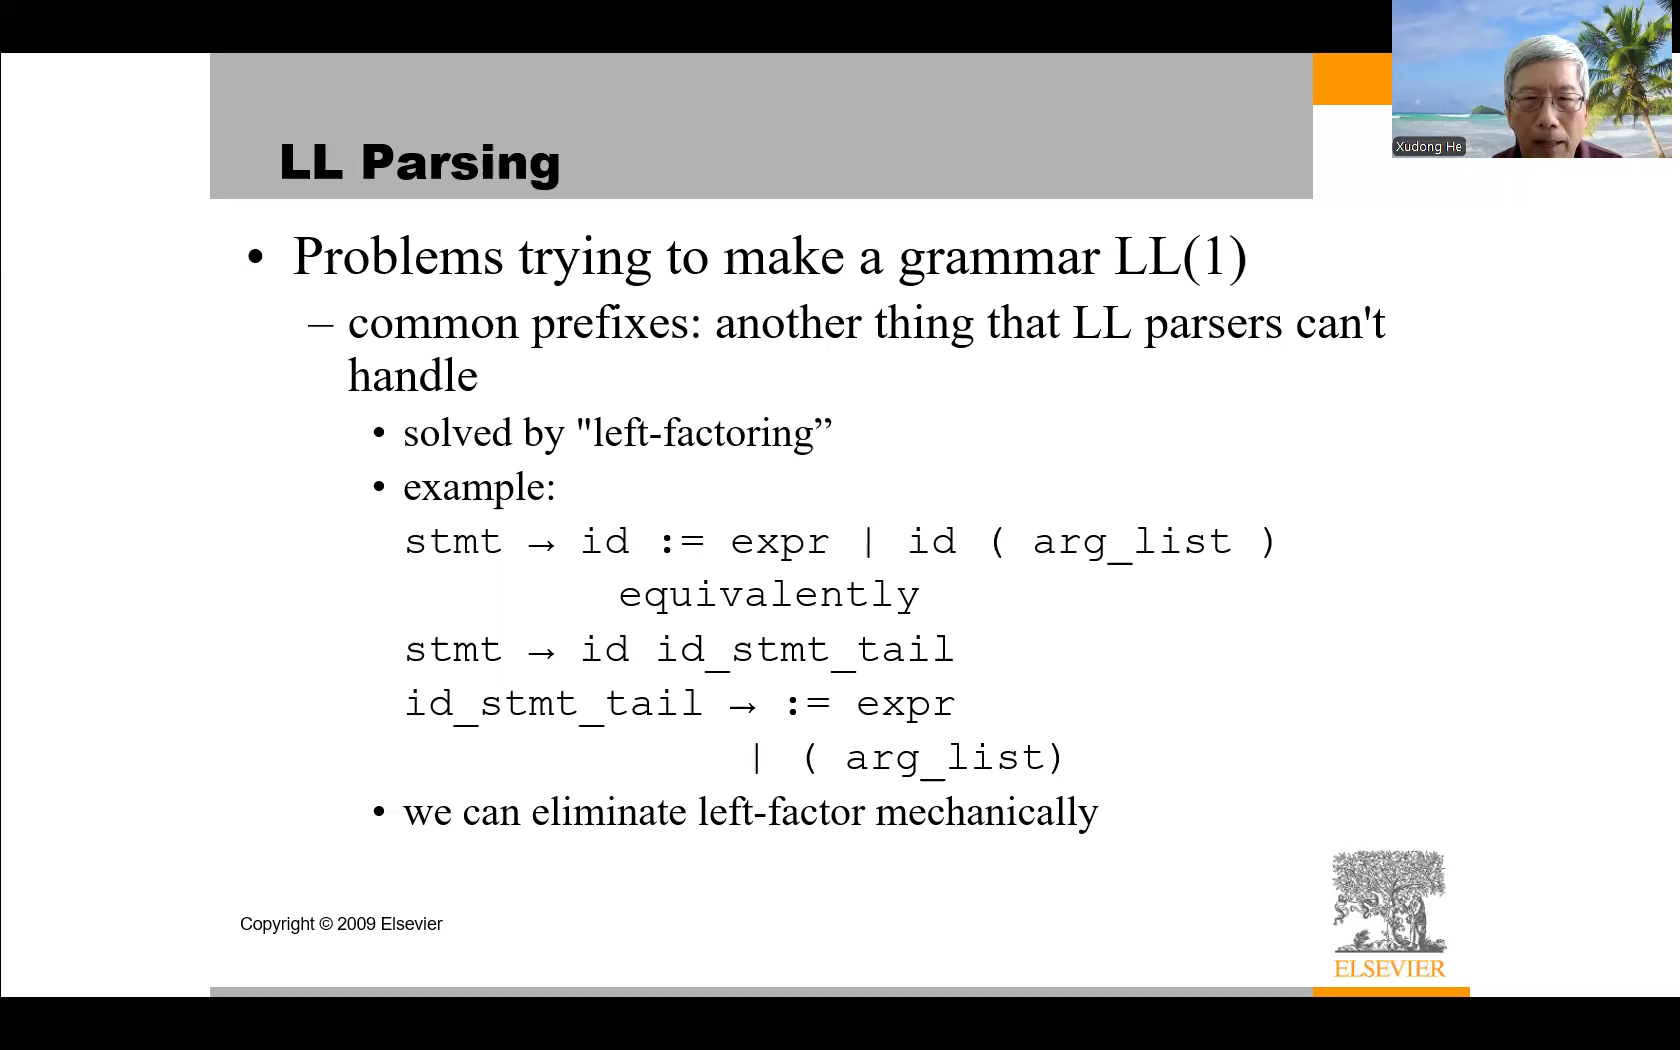 Xudong He
LL Parsing
• Problems trying to make a grammar LL(1)
– common prefixes: another thing that LL parsers can't
handle
• solved by "left-factoring”
• example:
stmt → id := expr | id ( arg_list )
equivalently
stmt → id id_stmt_tail
id_stmt_tail → := expr
| ( arg_list)
• we can eliminate left-factor mechanically
Copyright © 2009 Elsevier
ELSEVIER